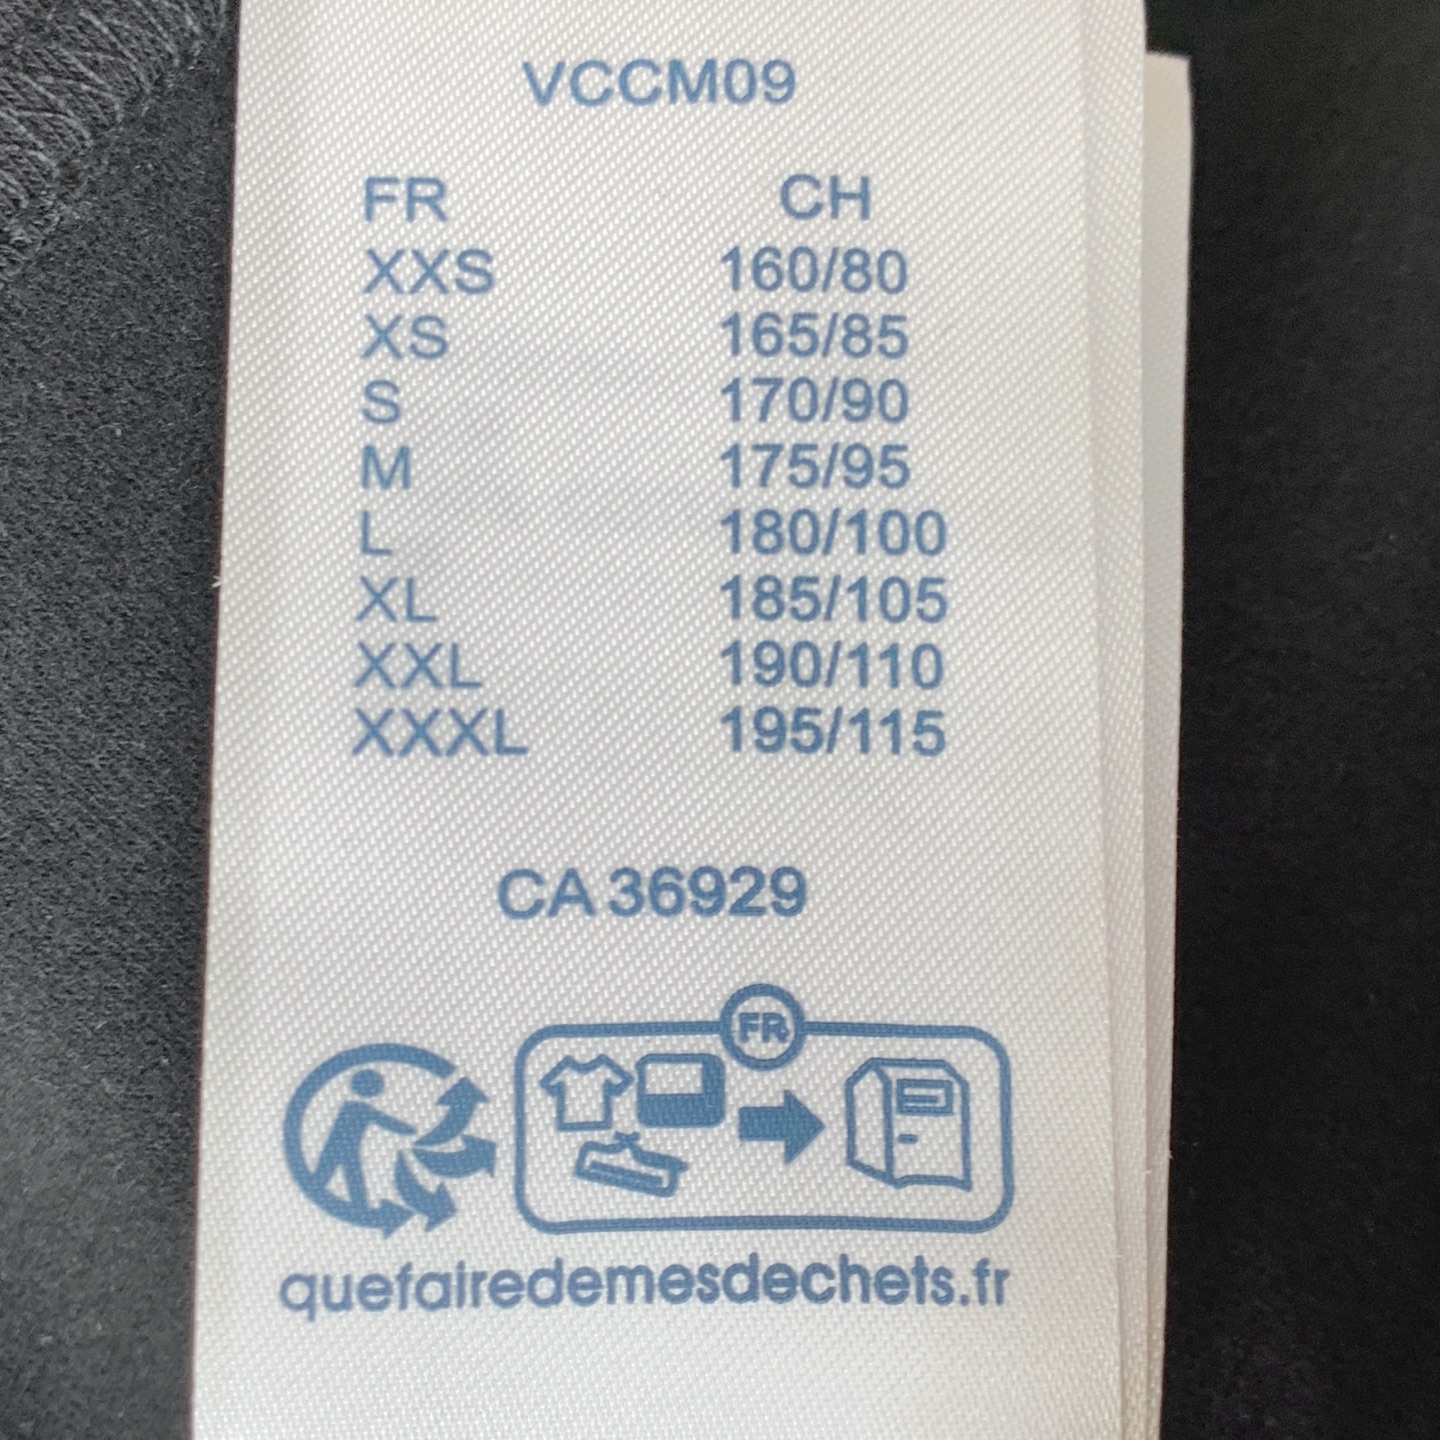 VCCM09
FR CH
XXS 160/80
XS 165/85
S 170/90
M 175/95
L 180/100
XL 185/105
XXL 190/110
XXXL 195/115
CA 36929
FR
quefairedemesdechets.fr